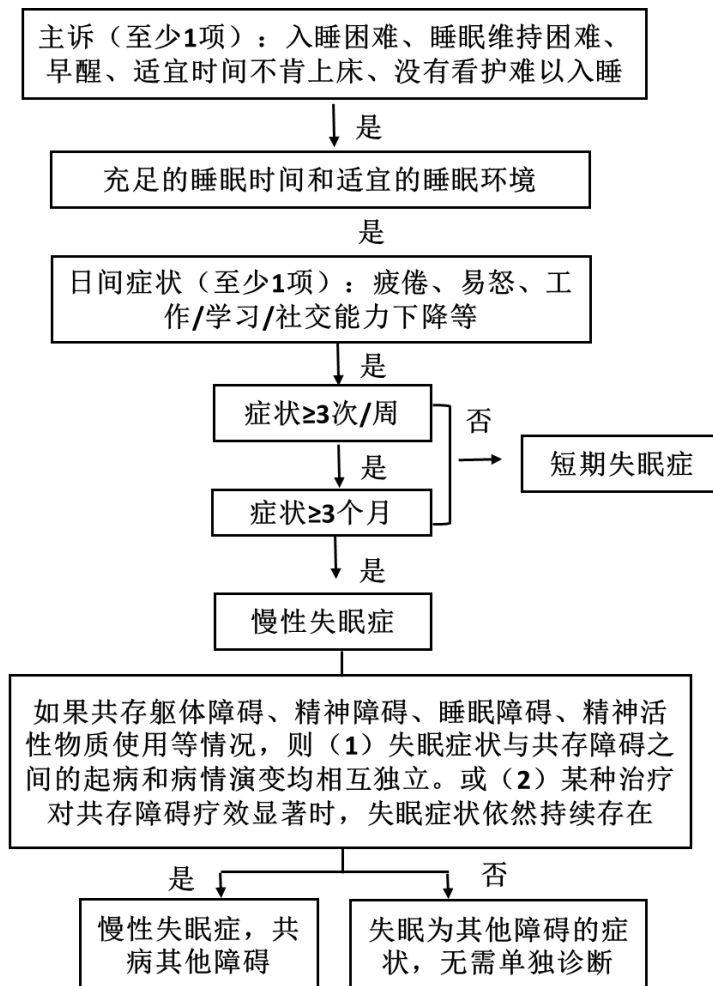 主诉（至少1项）：入睡困难、睡眠维持困难、
早醒、适宜时间不肯上床、没有看护难以入睡
是
充足的睡眠时间和适宜的睡眠环境
是
日间症状（至少1项）：疲倦、易怒、工
作/学习/社交能力下降等
是
症状≥3次/周
否
是
短期失眠症
症状≥3个月
是
慢性失眠症
如果共存躯体障碍、精神障碍、睡眠障碍、精神活
性物质使用等情况，则（1）失眠症状与共存障碍之
间的起病和病情演变均相互独立。或（2）某种治疗
对共存障碍疗效显著时，失眠症状依然持续存在
是
否
慢性失眠症，共
病其他障碍
失眠为其他障碍的症
状，无需单独诊断